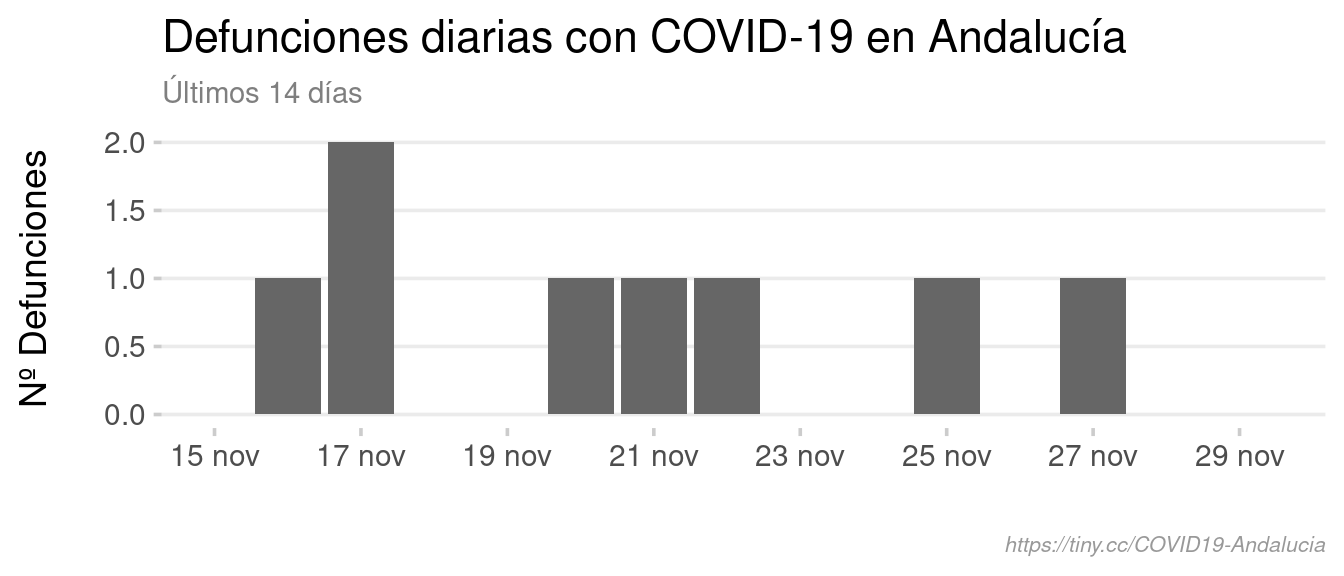 Defunciones diarias con COVID-19 en Andalucía
Últimos 14 días
Nº Defunciones
2.0
1.5
1.0
0.5
0.0
15 nov 17 nov 19 nov 21 nov 23 nov 25 nov 27 nov 29 nov
https://tiny.cc/COVID19-Andalucia